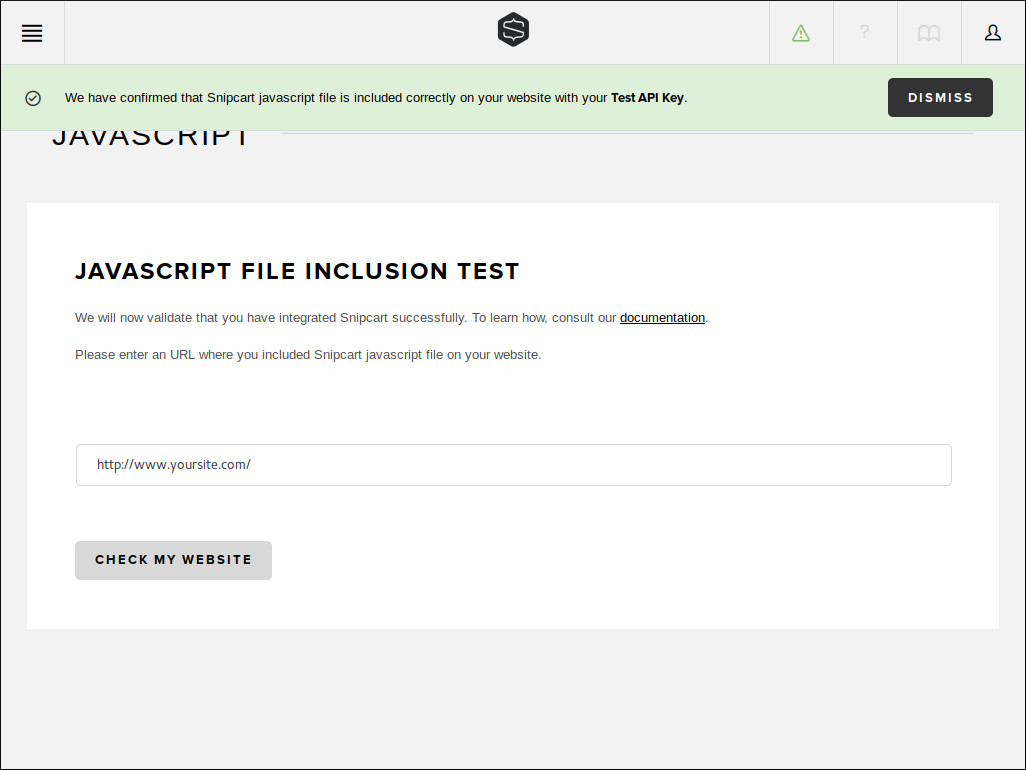 ?
We have confirmed that Snipcart javascript file is included correctly on your website with your Test API Key.
DISMISS
JAVASCRIPT
JAVASCRIPT FILE INCLUSION TEST
We will now validate that you have integrated Snipcart successfully. To learn how, consult our documentation.
Please enter an URL where you included Snipcart javascript file on your website.
http://www.yoursite.com/
CHECK MY WEBSITE